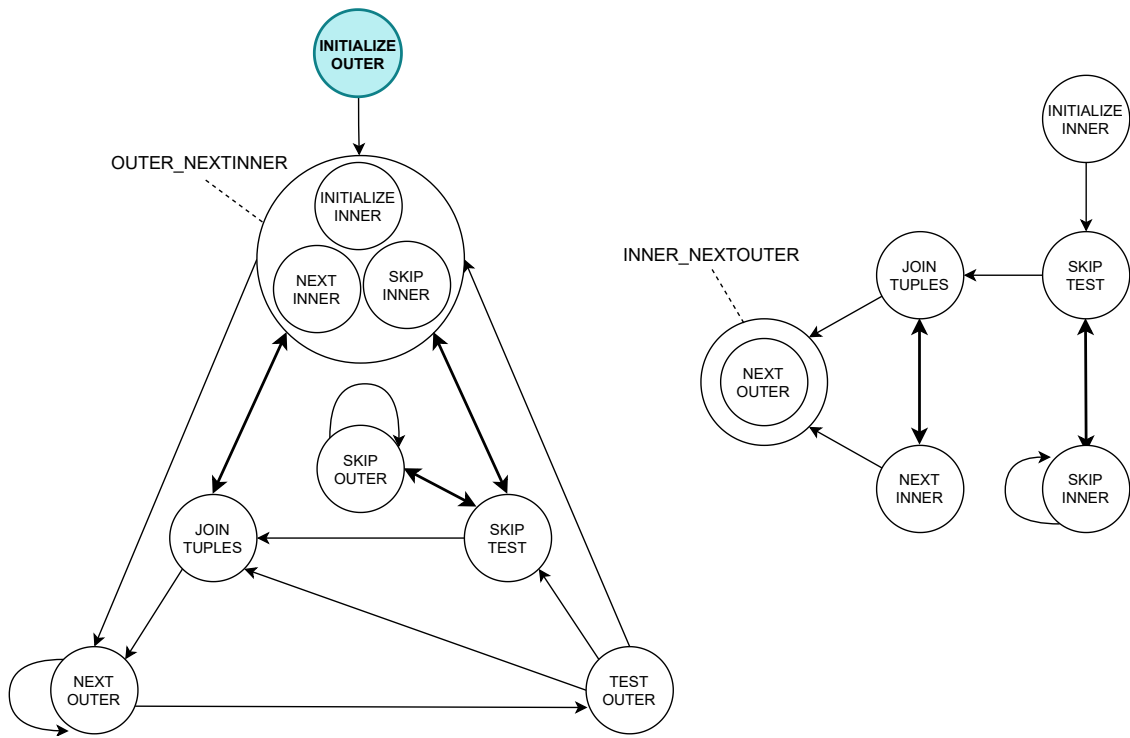 INITIALIZE
OUTER
OUTER_NEXTINNER
INITIALIZE
INNER
NEXT
INNER
SKIP
INNER
SKIP
OUTER
JOIN
TUPLES
SKIP
TEST
NEXT
OUTER
TEST
OUTER
INITIALIZE
INNER
INNER_NEXTOUTER
JOIN
TUPLES
SKIP
TEST
NEXT
OUTER
NEXT
INNER
SKIP
INNER